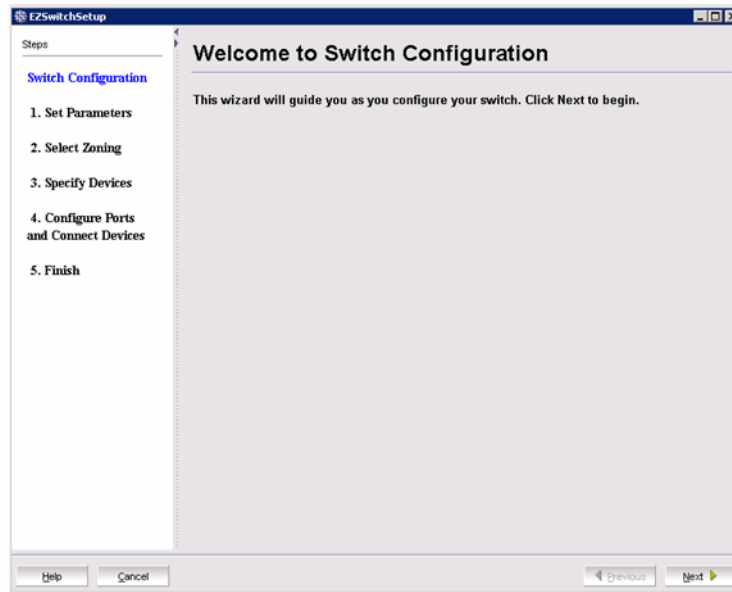 EZSwitchSetup
Steps
Switch Configuration
1. Set Parameters
2. Select Zoning
3. Specify Devices
4. Configure Ports
and Connect Devices
5. Finish
Welcome to Switch Configuration
This wizard will guide you as you configure your switch. Click Next to begin.
Help
Cancel
Previous
Next